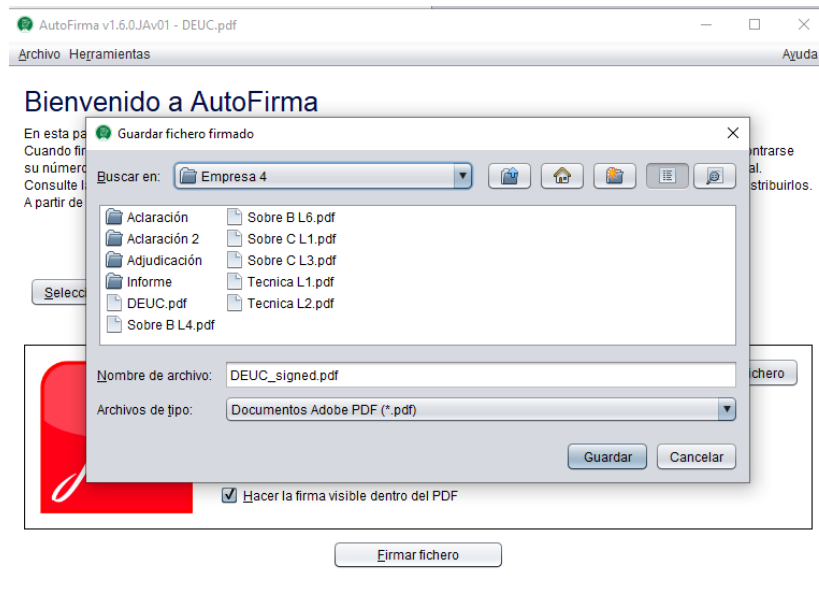 AutoFirma v1.6.0.JAv01 - DEUC.pdf
Archivo Herramientas Ayuda
Bienvenido a AutoFirma
En esta
Cuando
su
Consulte
A partir de
al.
stribuirlos.
Guardar fichero firmado
Buscar en: Empresa 4
Aclaración Sobre B L6.pdf
Aclaración 2 Sobre C L1.pdf
Adjudicación Sobre C L3.pdf
Informe Tecnica L1.pdf
DEUC.pdf Tecnica L2.pdf
Sobre B L4.pdf
Selecci
Nombre de archivo: DEUC_signed.pdf
ichero
Archivos de tipo: Documentos Adobe PDF (*.pdf)
Guardar Cancelar
Hacer la firma visible dentro del PDF
Firmar fichero